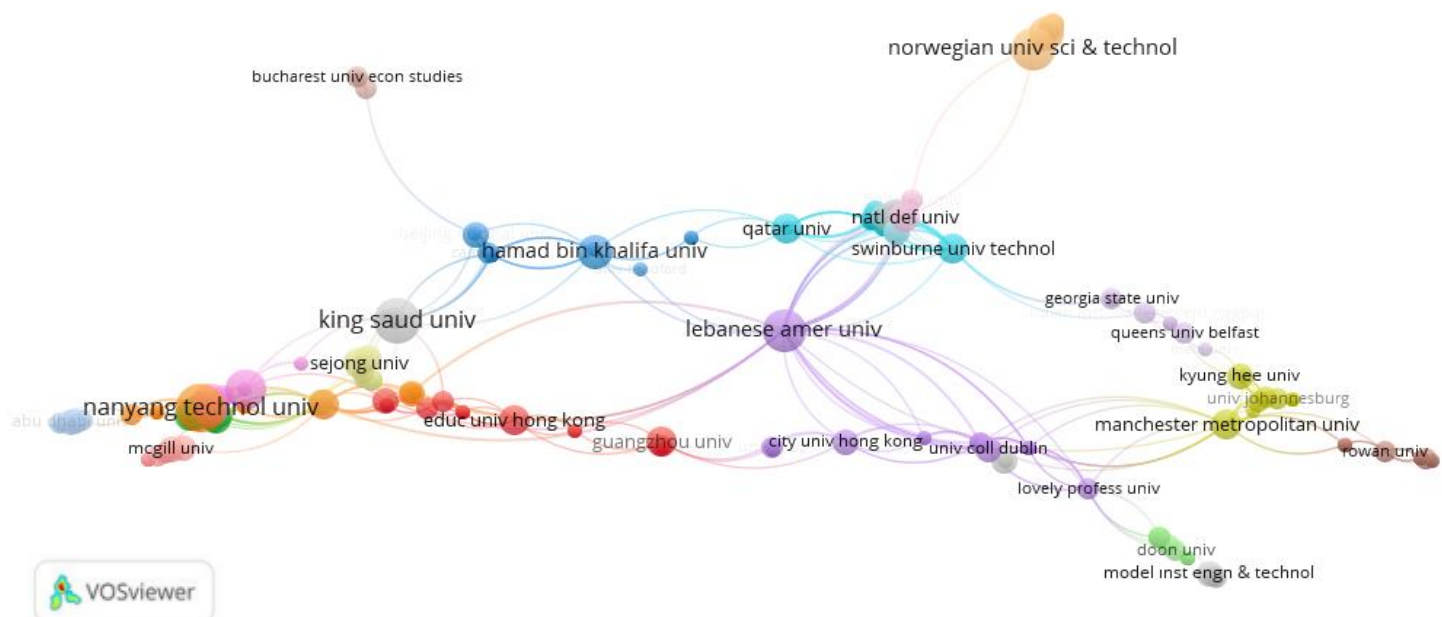 norwegian univ sci & technol
bucharest univ econ studies
natl def univ
qatar univ
swinburne univ technol
hamad bin khalifa univ
georgia state univ
king saud univ
lebanese amer univ
queens univ belfast
sejong univ
kyung hee univ
univ johannesburg
nanyang technol univ
abu dhabi univ
educ univ hong kong
manchester metropolitan univ
guangzhou univ
city univ hong kong
mcgill univ
univ coll dublin
rowan univ
lovely profess univ
doon univ
model inst engn & technol
VOSviewer